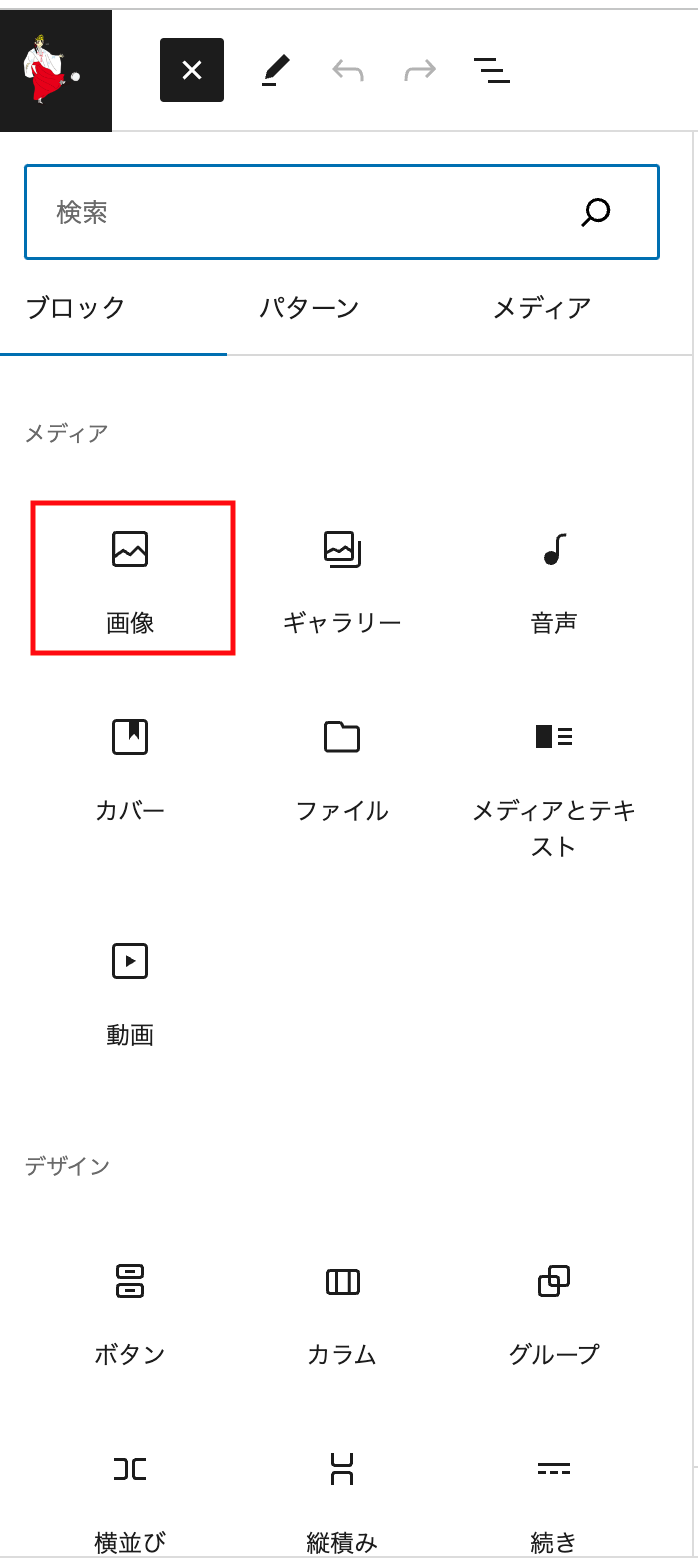 検索
ブロック
パターン
メディア
メディア
画像
ギャラリー
音声
カバー
ファイル
メディアとテキ
スト
動画
デザイン
ボタン
カラム
グループ
横並び
縦積み
続き